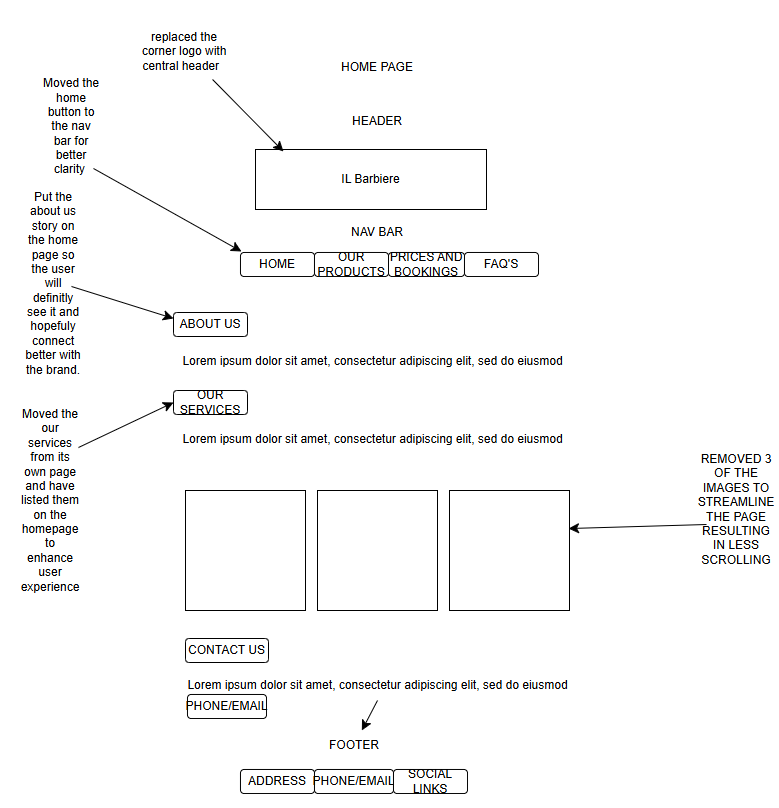 replaced the
corner logo with
central header
HOME PAGE
Moved the
home
button to
the nav
bar for
better
clarity
HEADER
IL Barbiere
Put the
about us
story on
the home
page so
the user
will
definitly
see it and
hopefuly
connect
better with
the brand.
NAV BAR
HOME
OUR
PRODUCTS
PRICES AND
BOOKINGS
FAQ'S
ABOUT US
Lorem ipsum dolor sit amet, consectetur adipiscing elit, sed do eiusmod
OUR
SERVICES
Moved the
our
services
from its
own page
and have
listed them
on the
homepage
to
enhance
user
experience
Lorem ipsum dolor sit amet, consectetur adipiscing elit, sed do eiusmod
REMOVED 3
OF THE
IMAGES TO
STREAMLINE
THE PAGE
RESULTING
IN LESS
SCROLLING
CONTACT US
Lorem ipsum dolor sit amet, consectetur adipiscing elit, sed do eiusmod
PHONE/EMAIL
FOOTER
ADDRESS
PHONE/EMAIL
SOCIAL
LINKS